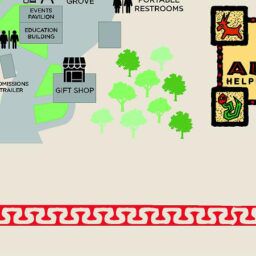 GROVE
PORTABLE
RESTROOMS
EVENTS
PAVILION
EDUCATION
BUILDING
ADMISSIONS
TRAILER
GIFT SHOP
HELP